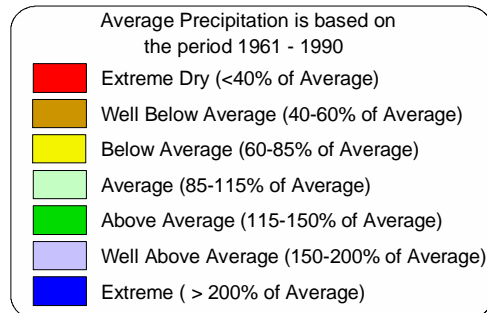 Average Precipitation is based on
the period 1961 - 1990
Extreme Dry (<40% of Average)
Well Below Average (40-60% of Average)
Below Average (60-85% of Average)
Average (85-115% of Average)
Above Average (115-150% of Average)
Well Above Average (150-200% of Average)
Extreme ( > 200% of Average)